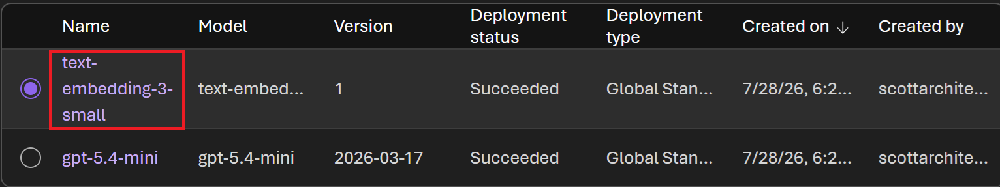 Name Model Version Deployment status Deployment type Created on ↓ Created by
text-embedding-3-small text-embed... 1 Succeeded Global Stan... 7/28/26, 6:2... scottarchite...
gpt-5.4-mini gpt-5.4-mini 2026-03-17 Succeeded Global Stan... 7/28/26, 6:2... scottarchite...